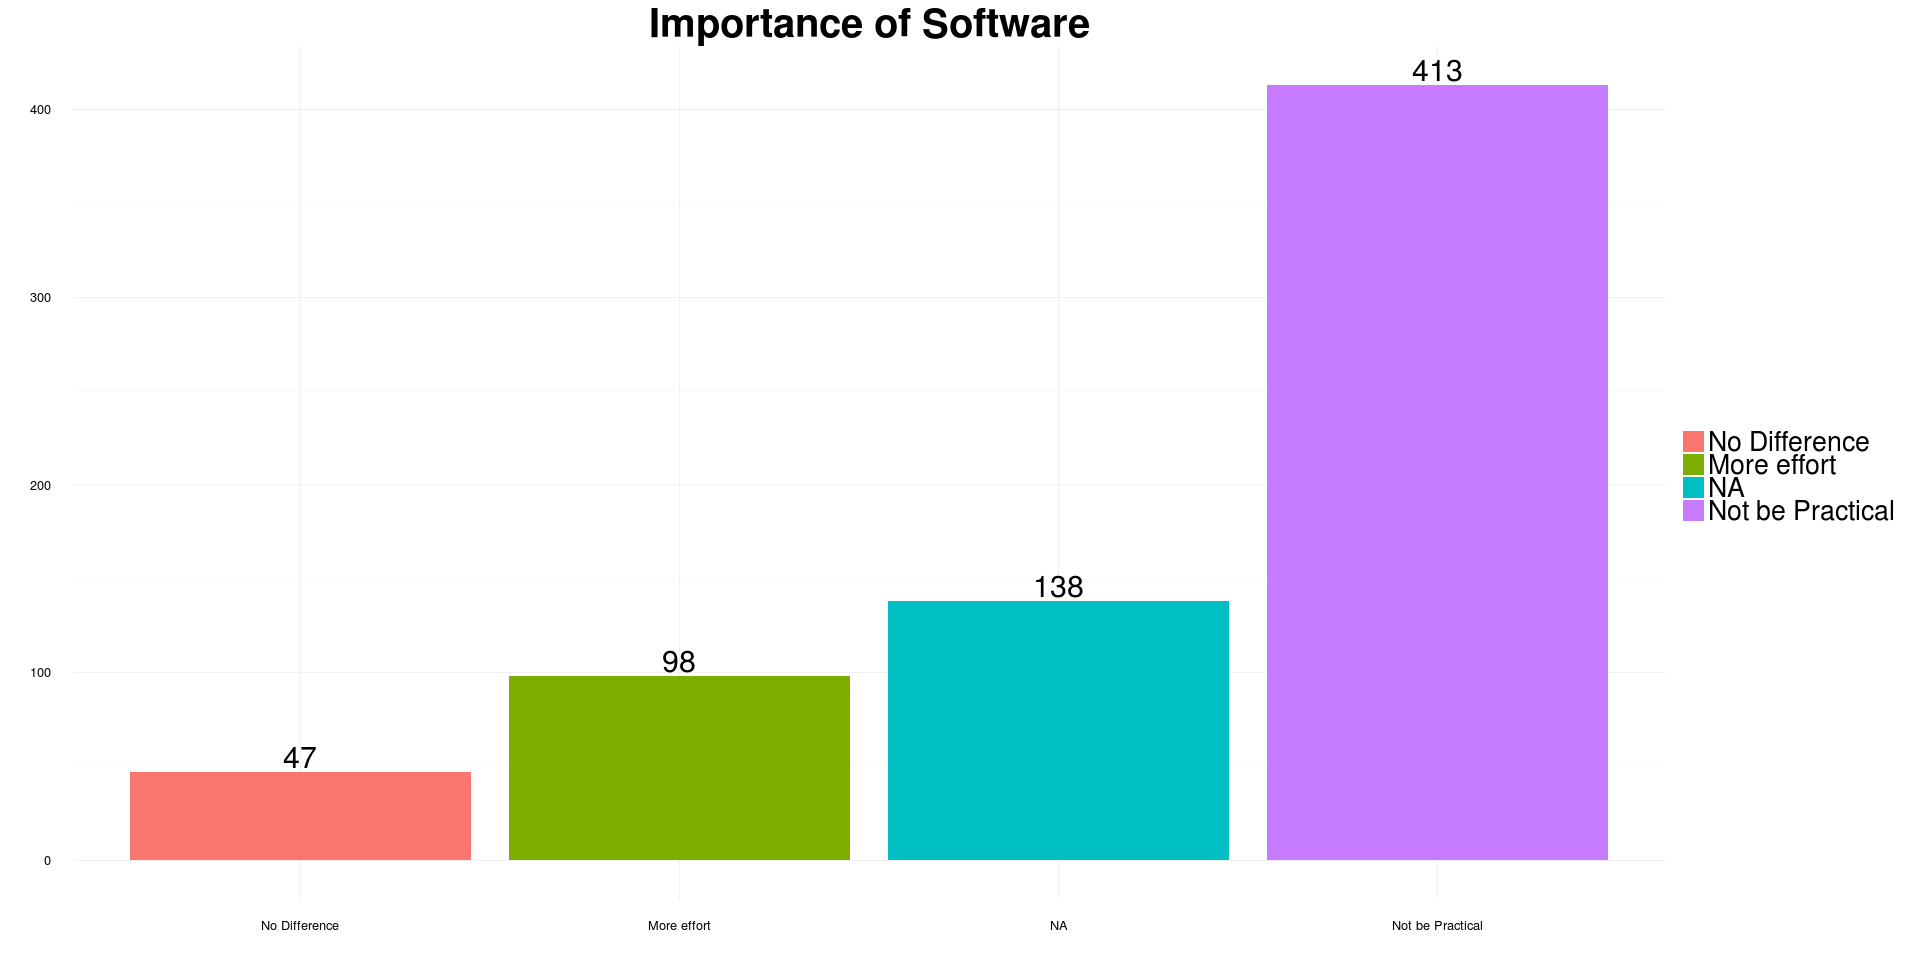 Importance of Software
413
400
300
200
138
100
98
47
0
No Difference
More effort
NA
Not be Practical
No Difference
More effort
NA
Not be Practical